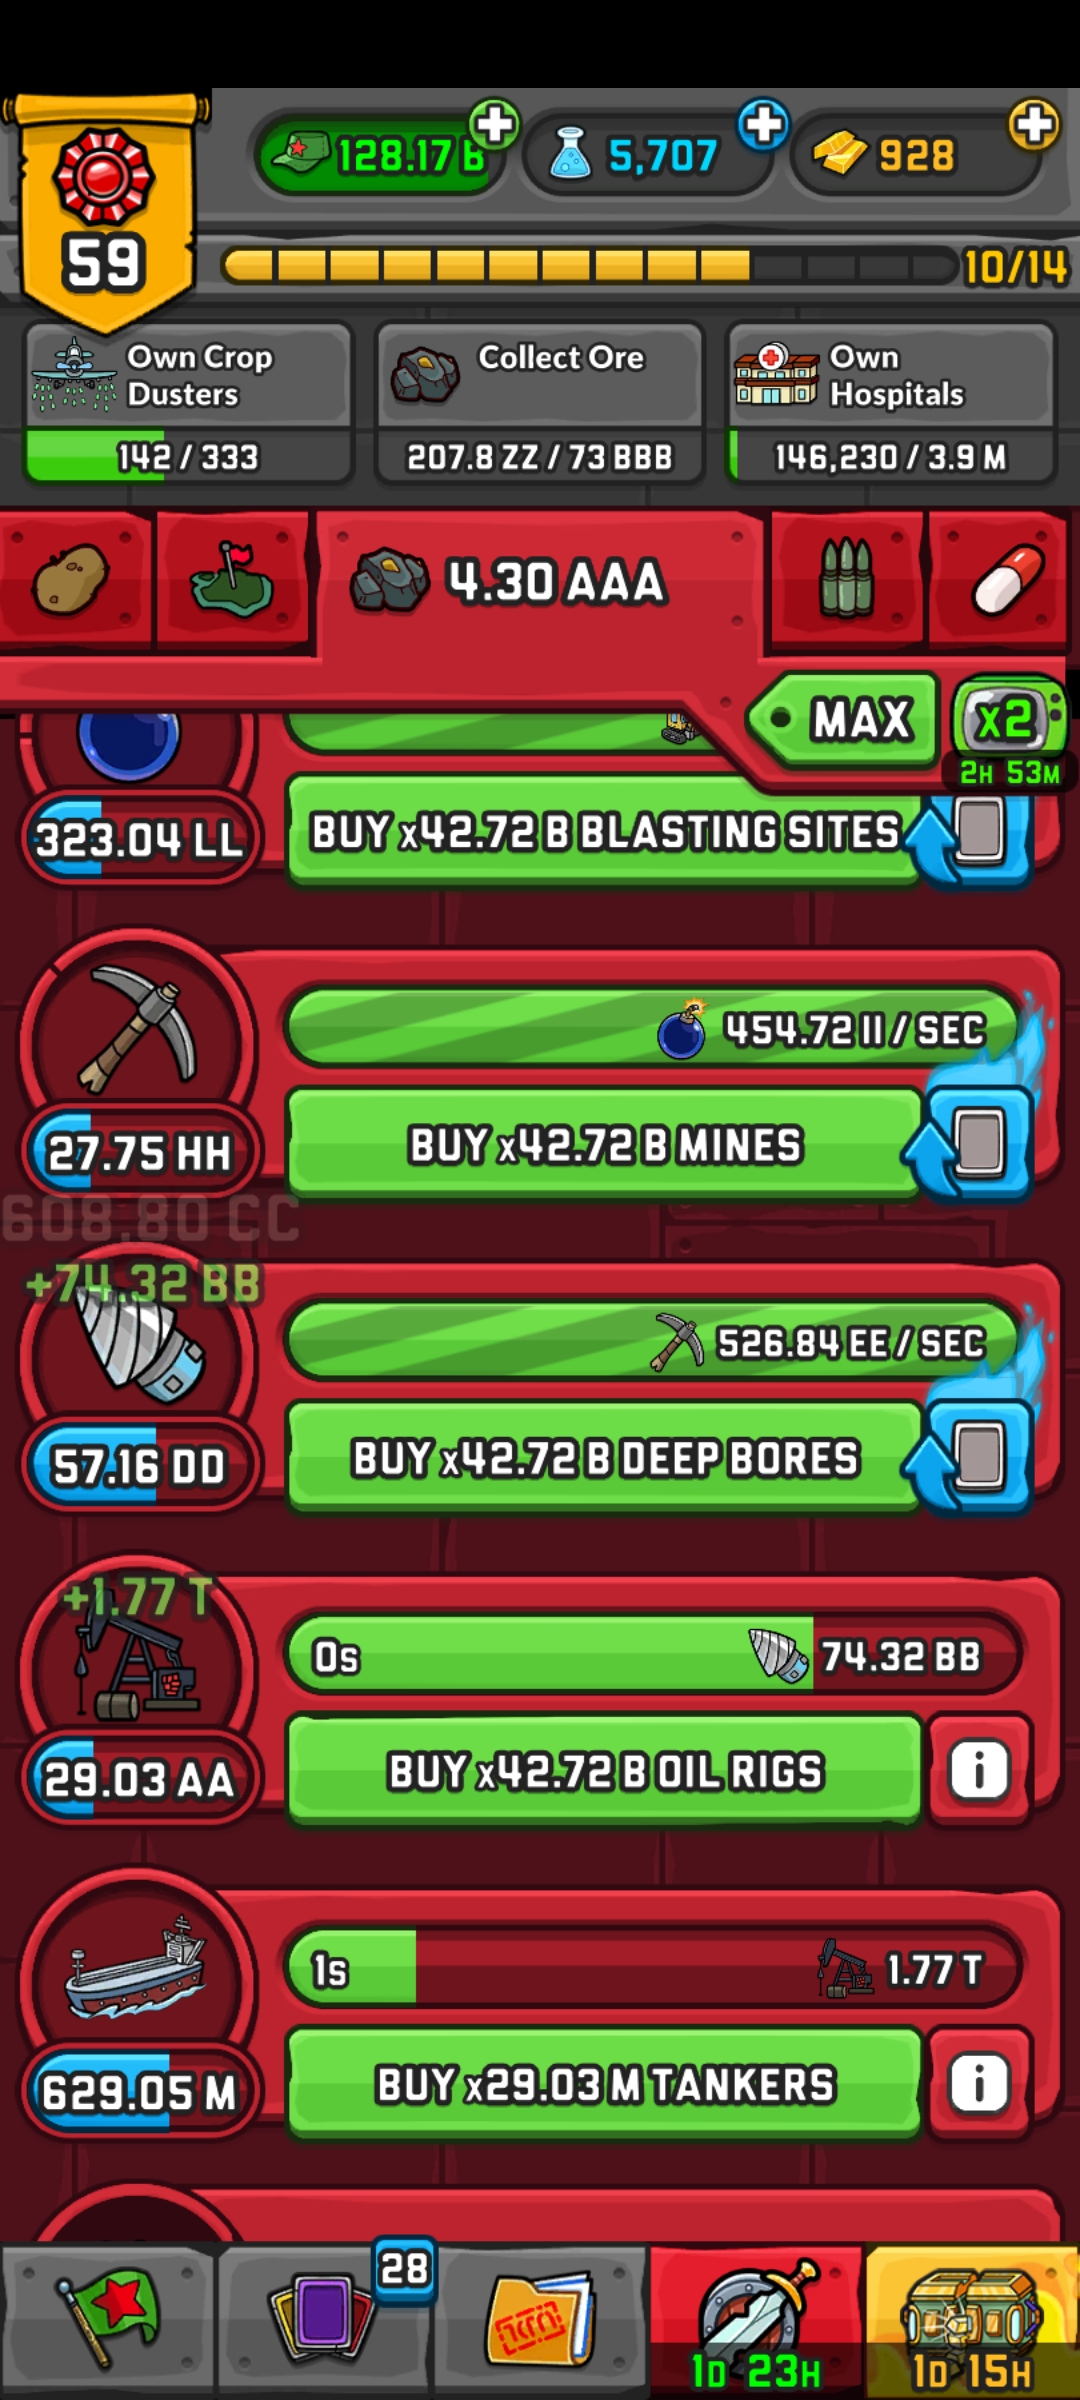 128.17 B
5,707
928
59
10/14
Own Crop
Dusters
142 / 333
Collect Ore
207.8 ZZ / 73 BBB
Own
Hospitals
146,230 / 3.9 M
4.30 AAA
MAX
x2
2H 53M
323.04 LL
BUY x42.72 B BLASTING SITES
454.72 II / SEC
27.75 HH
BUY x42.72 B MINES
608.80 CC
+74.32 BB
526.84 EE / SEC
57.16 DD
BUY x42.72 B DEEP BORES
+1.77 T
0s
74.32 BB
29.03 AA
BUY x42.72 B OIL RIGS
i
1s
1.77 T
629.05 M
BUY x29.03 M TANKERS
i
28
1D 23H
1D 15H